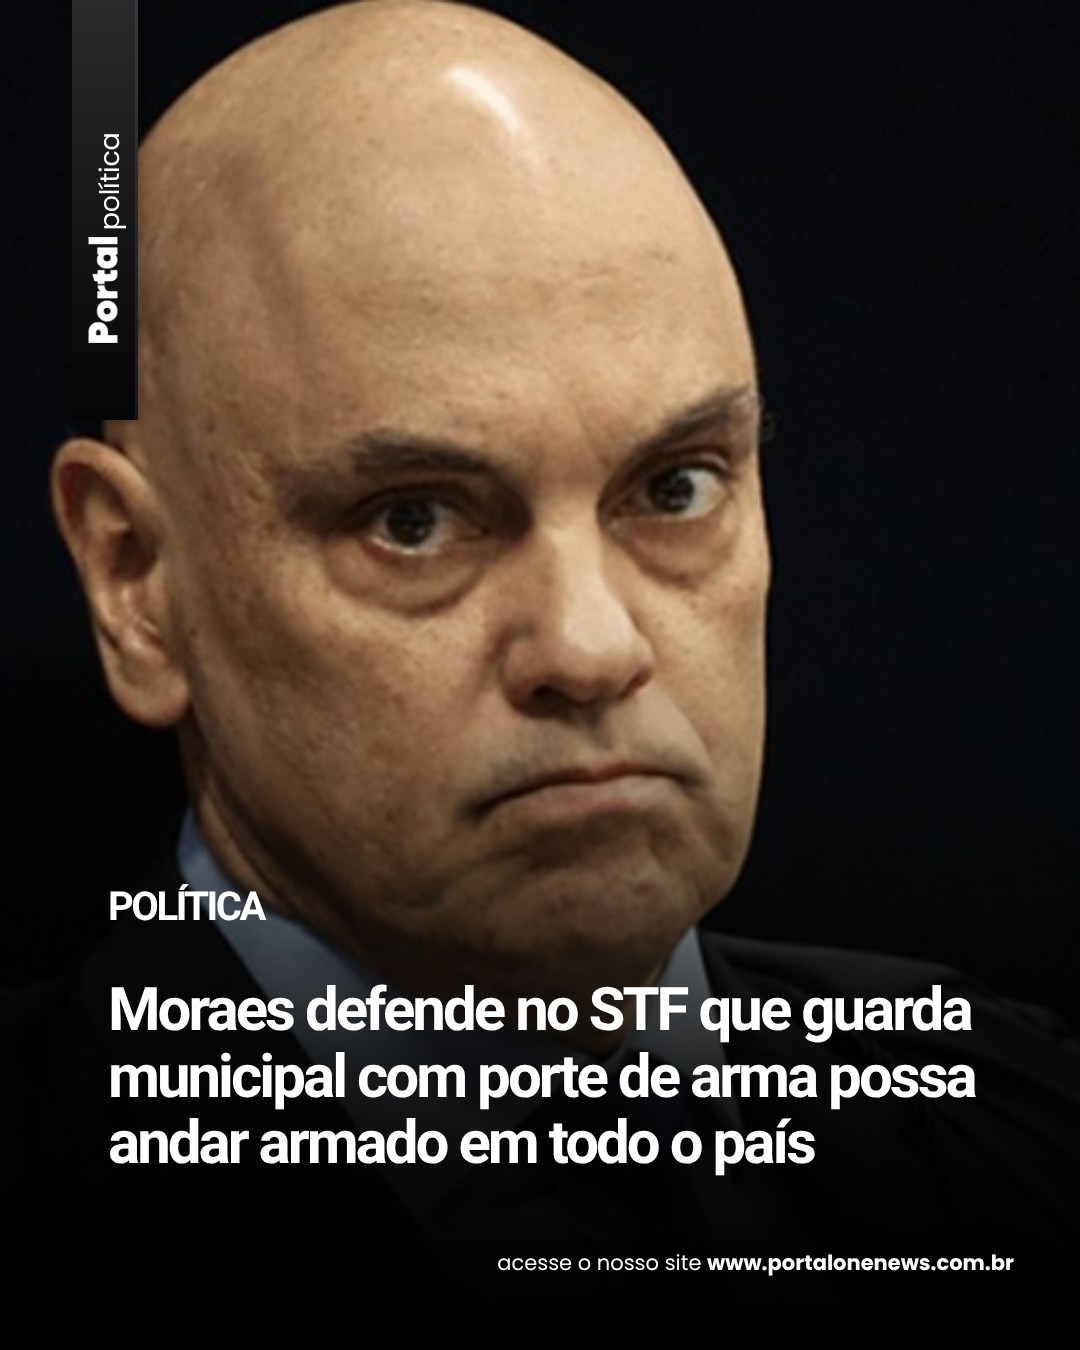 Portal política
POLÍTICA
Moraes defende no STF que guarda
municipal com porte de arma possa
andar armado em todo o país
acesse o nosso site www.portalonenews.com.br